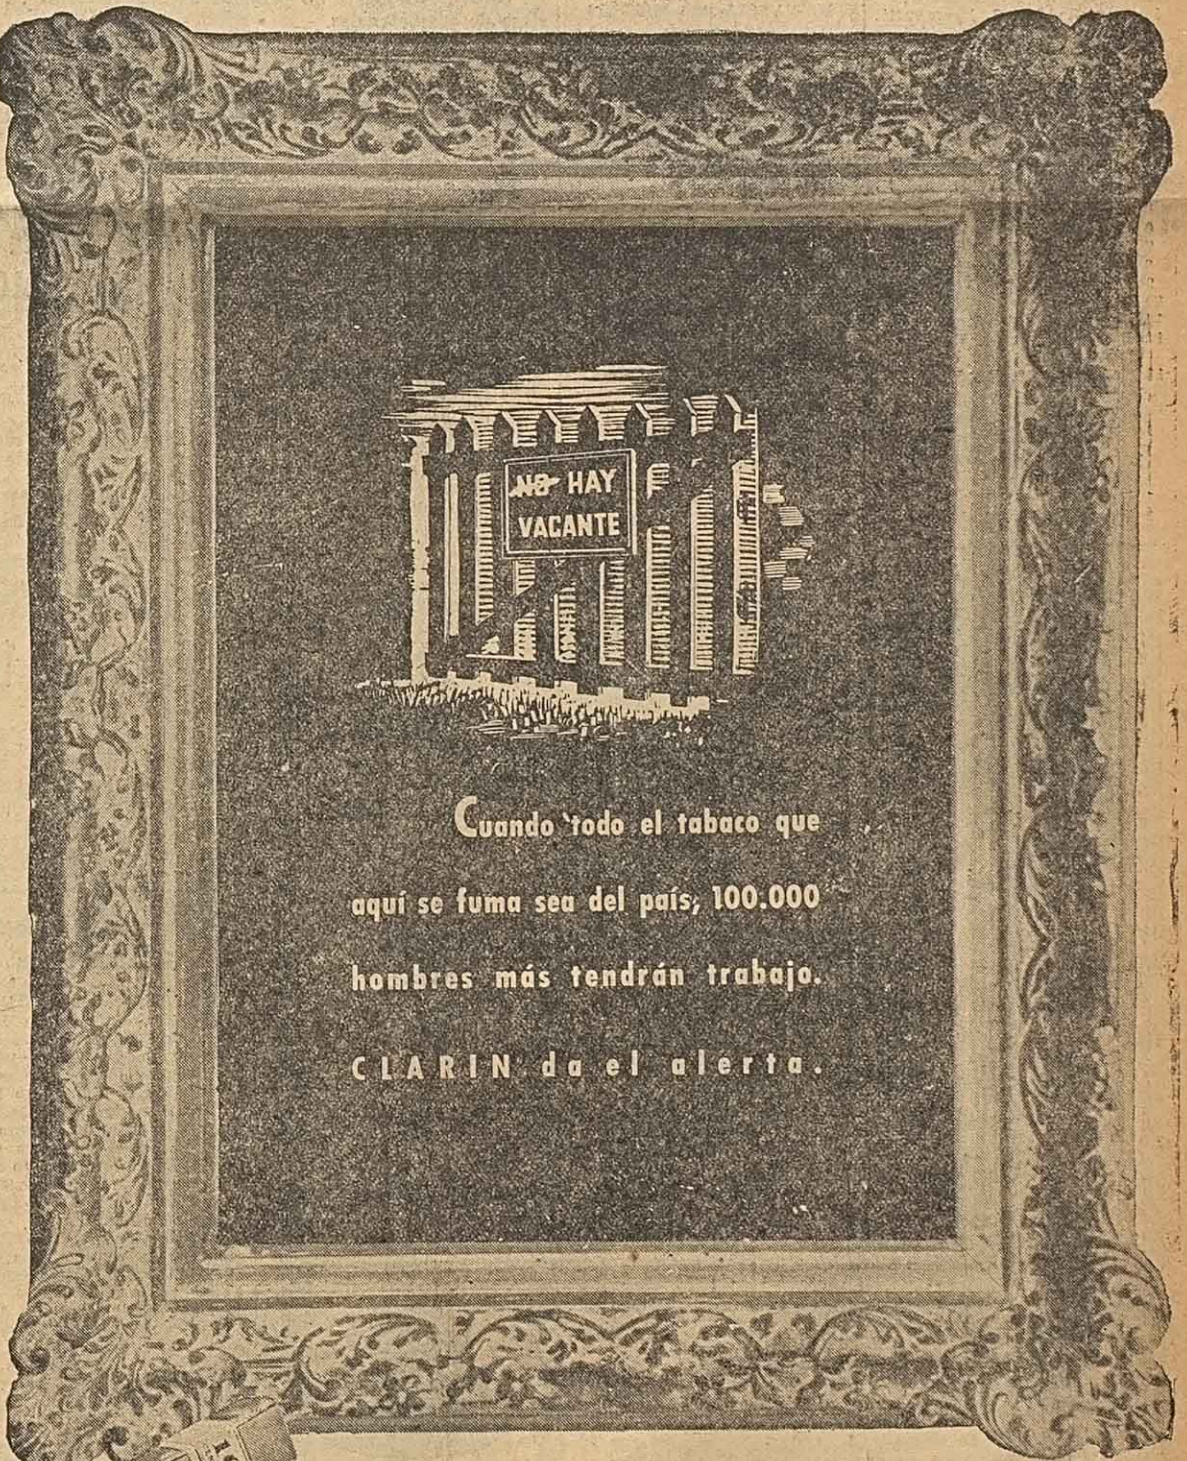 NO HAY
VACANTE
Cuando todo el tabaco que
aquí se fuma sea del país, 100.000
hombres más tendrán trabajo.
CLARIN da el alerta.